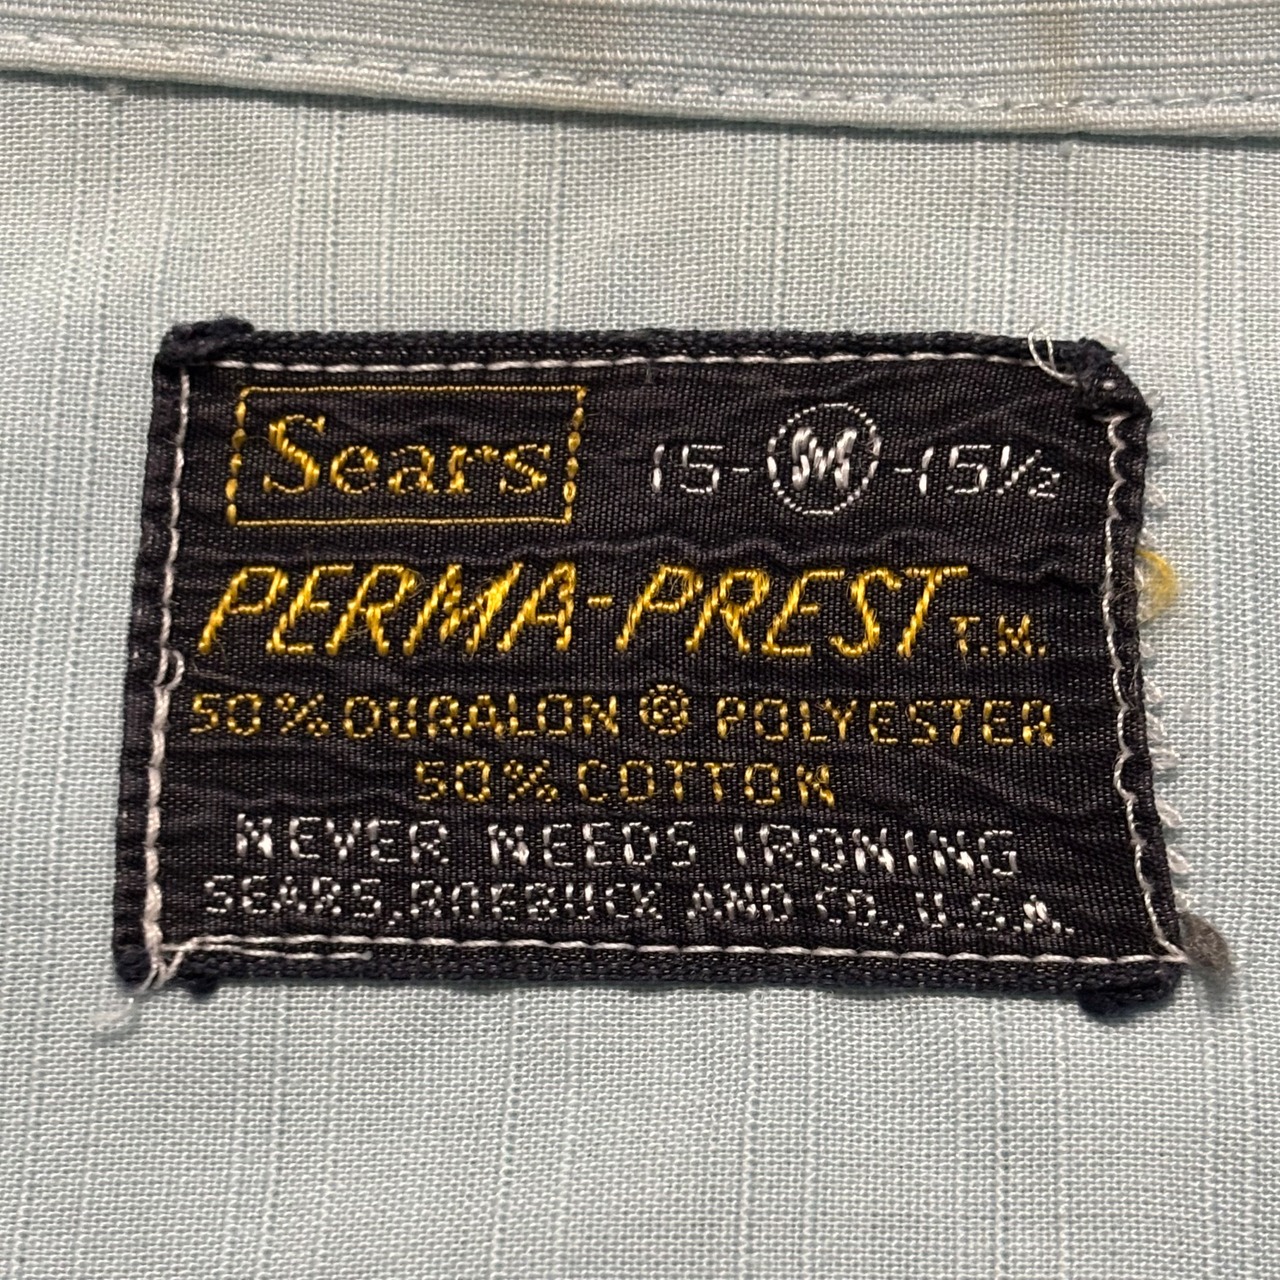 Sears 15-M-15½
PERMA-PREST T.M.
50% DURALON ® POLYESTER
50% COTTON
NEVER NEEDS IRONING
SEARS, ROEBUCK AND CO., U.S.A.